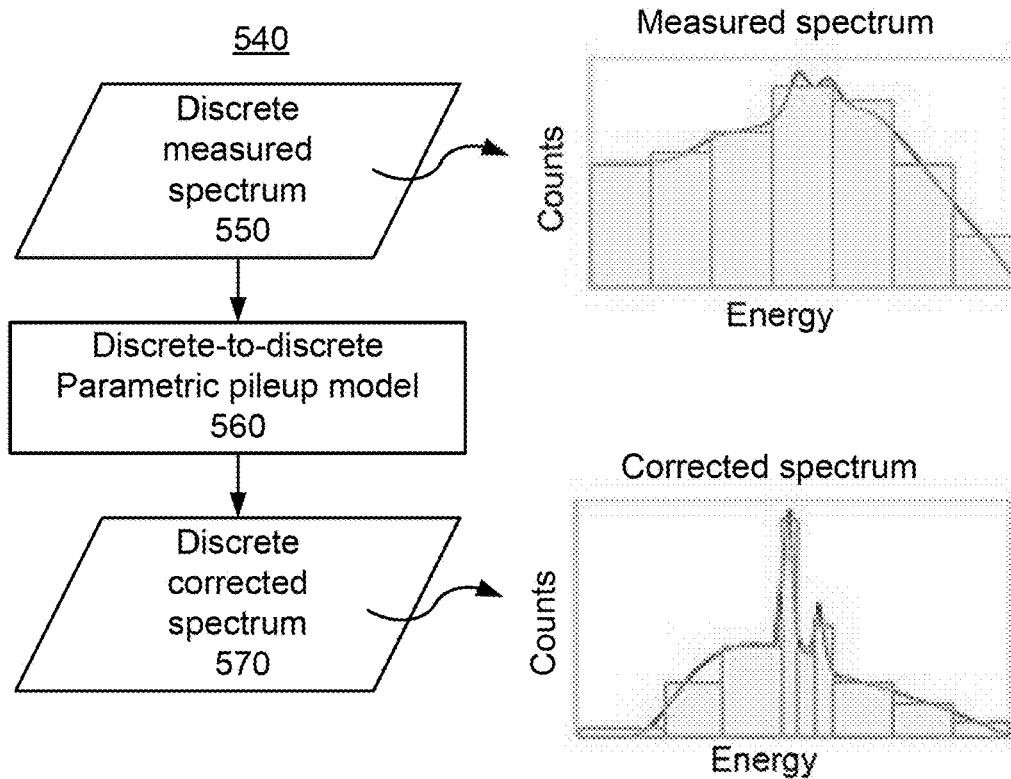 540
Discrete
measured
spectrum
550
Measured spectrum
Counts
Energy
Discrete-to-discrete
Parametric pileup model
560
Discrete
corrected
spectrum
570
Corrected spectrum
Counts
Energy